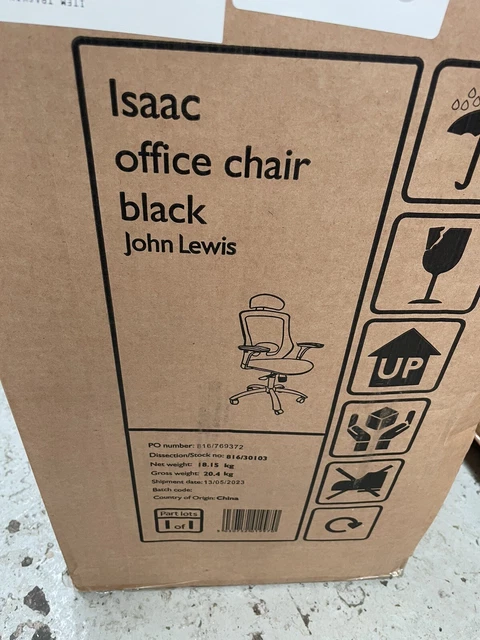 Isaac
office chair
black
John Lewis
UP
PO number: 816/769372
Dissection/Stock no: 816/30103
Net weight: 18.15 kg
Gross weight: 20.4 kg
Shipment date: 13/05/2023
Batch code:
Country of Origin: China
Part lots
1 of 1